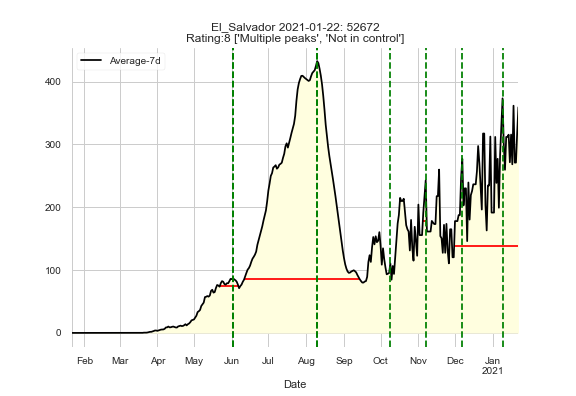 El_Salvador 2021-01-22: 52672
Rating:8 ['Multiple peaks', 'Not in control']
Average-7d
400
300
200
100
0
Feb Mar Apr May Jun Jul Aug Sep Oct Nov Dec Jan
2021
Date